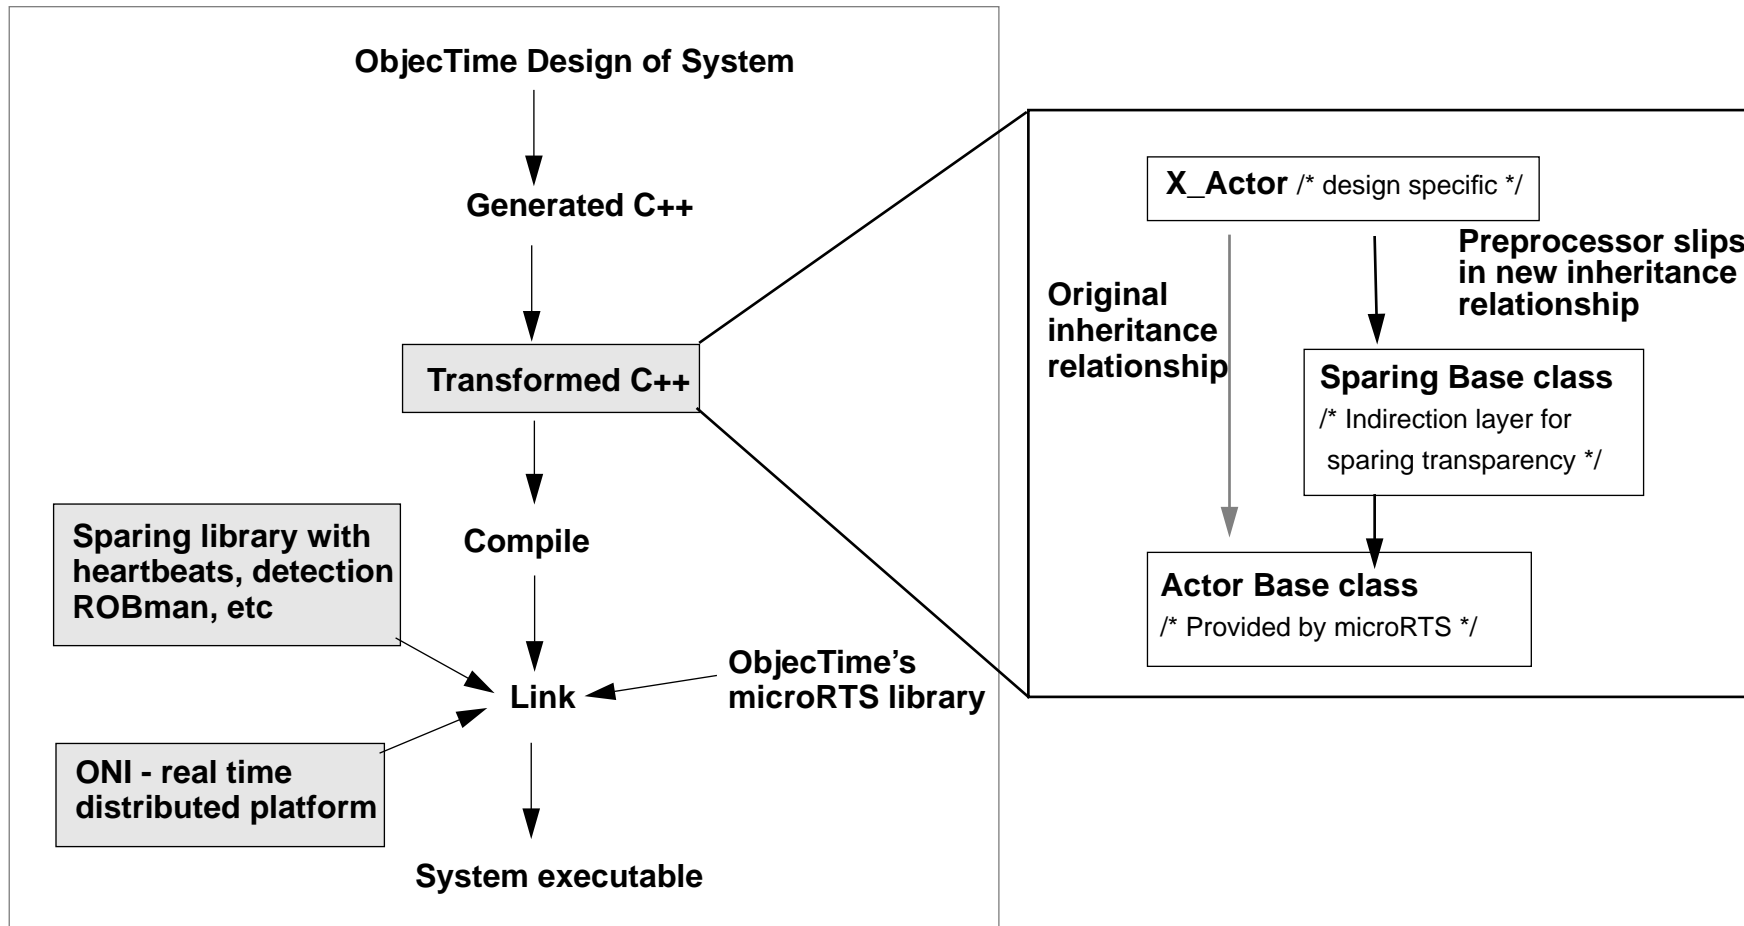 ObjecTime Design of System
Generated C++
Transformed C++
Compile
Sparing library with
heartbeats, detection
ROBman, etc
Link
ObjecTime’s
microRTS library
ONI - real time
distributed platform
System executable
X_Actor /* design specific */
Original
inheritance
relationship
Preprocessor slips
in new inheritance
relationship
Sparing Base class
/* Indirection layer for
sparing transparency */
Actor Base class
/* Provided by microRTS */